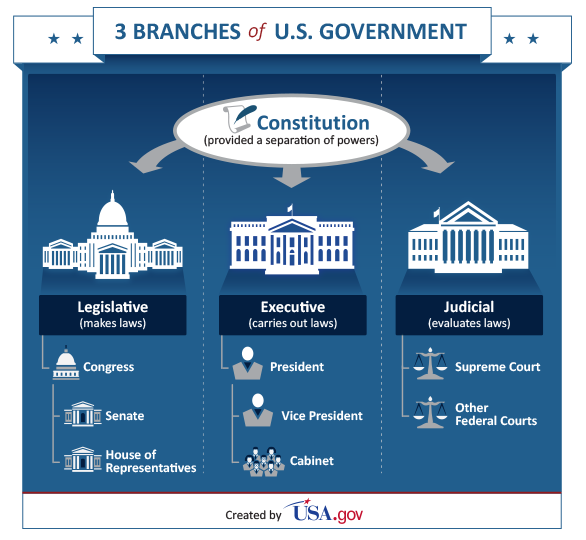 3 BRANCHES of U.S. GOVERNMENT
Constitution
(provided a separation of powers)
Legislative
(makes laws)
Congress
Senate
House of
Representatives
Executive
(carries out laws)
President
Vice President
Cabinet
Judicial
(evaluates laws)
Supreme Court
Other
Federal Courts
Created by USA.gov